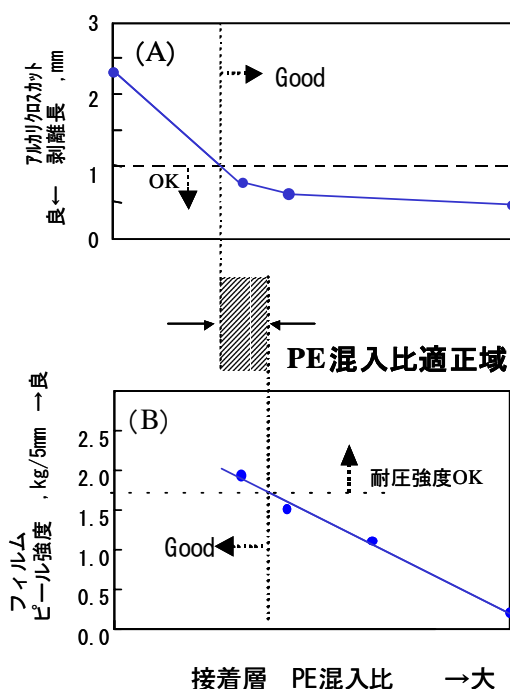 3
(A)
Good
2
ｱﾙｶﾘｸﾛｽｶｯﾄ
剥離長 ,mm
良←
1
OK
0
PE混入比適正域
(B)
2.5
2.0
耐圧強度OK
1.5
Good
1.0
0.5
0.0
フィルム
ピール強度 ,kg/5mm →良
接着層 PE混入比 →大